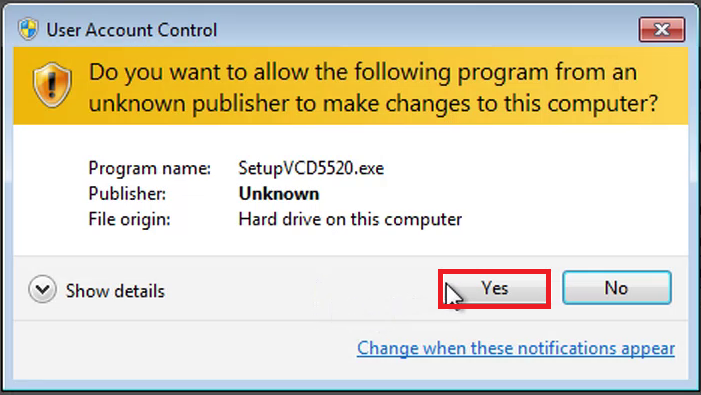 User Account Control
Do you want to allow the following program from an
unknown publisher to make changes to this computer?
Program name: SetupVCD5520.exe
Publisher: Unknown
File origin: Hard drive on this computer
Show details
Yes
No
Change when these notifications appear